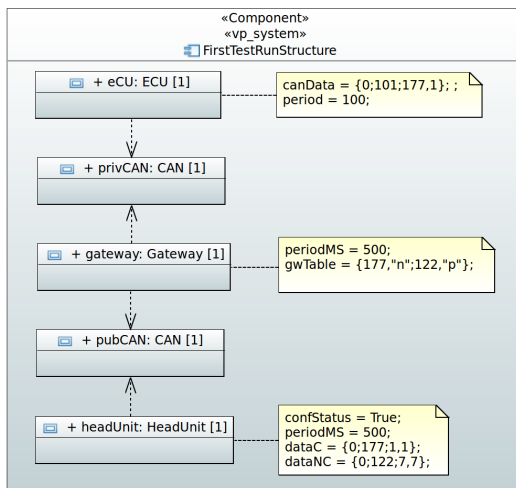 «Component»
«vp_system»
FirstTestRunStructure
+ eCU: ECU [1]
canData = {0;101;177,1}; ;
period = 100;
+ privCAN: CAN [1]
+ gateway: Gateway [1]
periodMS = 500;
gwTable = {177,"n";122,"p"};
+ pubCAN: CAN [1]
+ headUnit: HeadUnit [1]
confStatus = True;
periodMS = 500;
dataC = {0;177;1,1};
dataNC = {0;122;7,7};